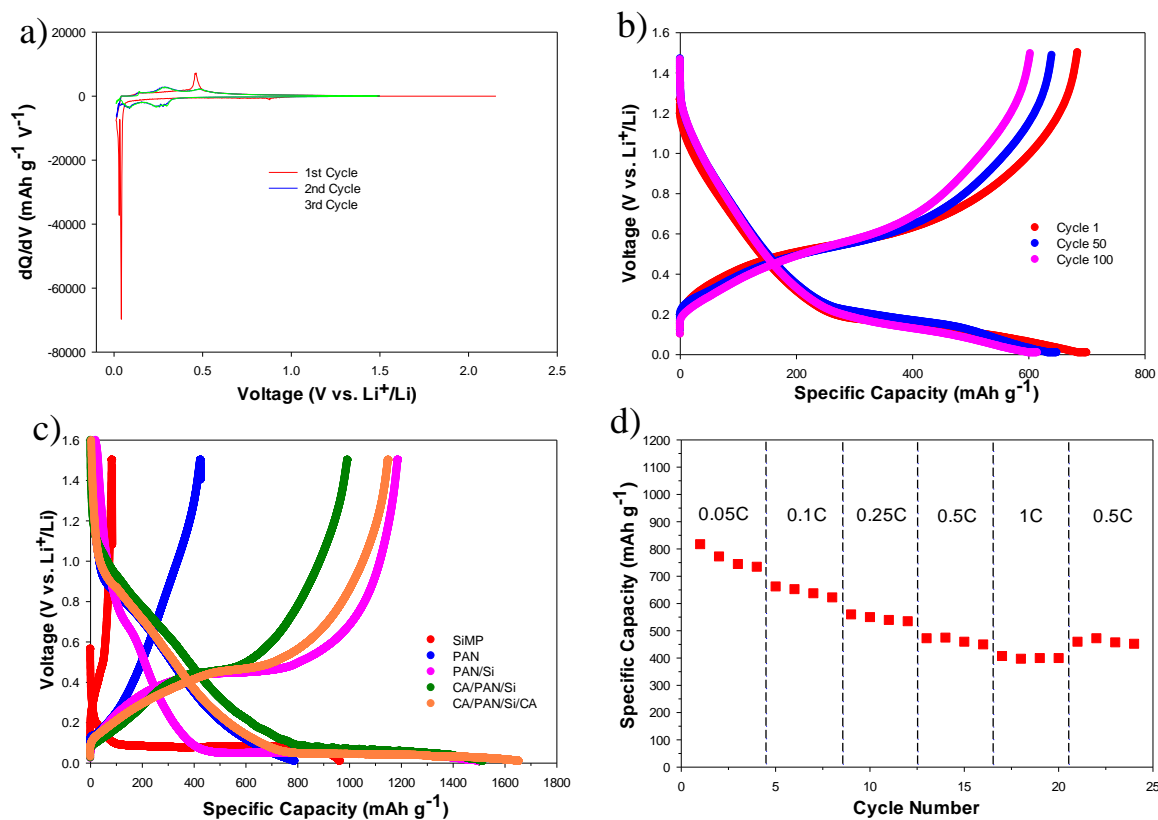 a)
20000
0
-20000
-40000
-60000
-80000
dQ/dV (mAh g⁻¹ V⁻¹)
1st Cycle
2nd Cycle
3rd Cycle
0.0 0.5 1.0 1.5 2.0 2.5
Voltage (V vs. Li⁺/Li)
b)
1.6
1.4
1.2
1.0
0.8
0.6
0.4
0.2
0.0
Voltage (V vs. Li⁺/Li)
Cycle 1
Cycle 50
Cycle 100
0 200 400 600 800
Specific Capacity (mAh g⁻¹)
c)
1.6
1.4
1.2
1.0
0.8
0.6
0.4
0.2
0.0
Voltage (V vs. Li⁺/Li)
SiMP
PAN
PAN/Si
CA/PAN/Si
CA/PAN/Si/CA
0 200 400 600 800 1000 1200 1400 1600 1800
Specific Capacity (mAh g⁻¹)
d)
1200
1100
1000
900
800
700
600
500
400
300
200
100
0
Specific Capacity (mAh g⁻¹)
0.05C 0.1C 0.25C 0.5C 1C 0.5C
0 5 10 15 20 25
Cycle Number